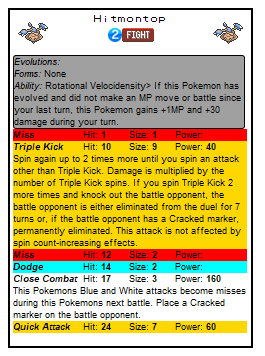 Hitmontop
2 FIGHT
Evolutions:
Forms: None
Ability: Rotational Velocidensity> If this Pokemon has
evolved and did not make an MP move or battle since
your last turn, this Pokemon gains +1MP and +30
damage during your turn.
Miss Hit: 1 Size: 1 Power:
Triple Kick Hit: 10 Size: 9 Power: 40
Spin again up to 2 times more until you spin an attack
other than Triple Kick. Damage is multiplied by the
number of Triple Kick spins. If you spin Triple Kick 2
more times and knock out the battle opponent, the
battle opponent is either eliminated from the duel for 7
turns or, if the battle opponent has a Cracked marker,
permanently eliminated. This attack is not affected by
spin count-increasing effects.
Miss Hit: 12 Size: 2 Power:
Dodge Hit: 14 Size: 2 Power:
Close Combat Hit: 17 Size: 3 Power: 160
This Pokemons Blue and White attacks become misses
during this Pokemons next battle. Place a Cracked
marker on the battle opponent.
Quick Attack Hit: 24 Size: 7 Power: 60